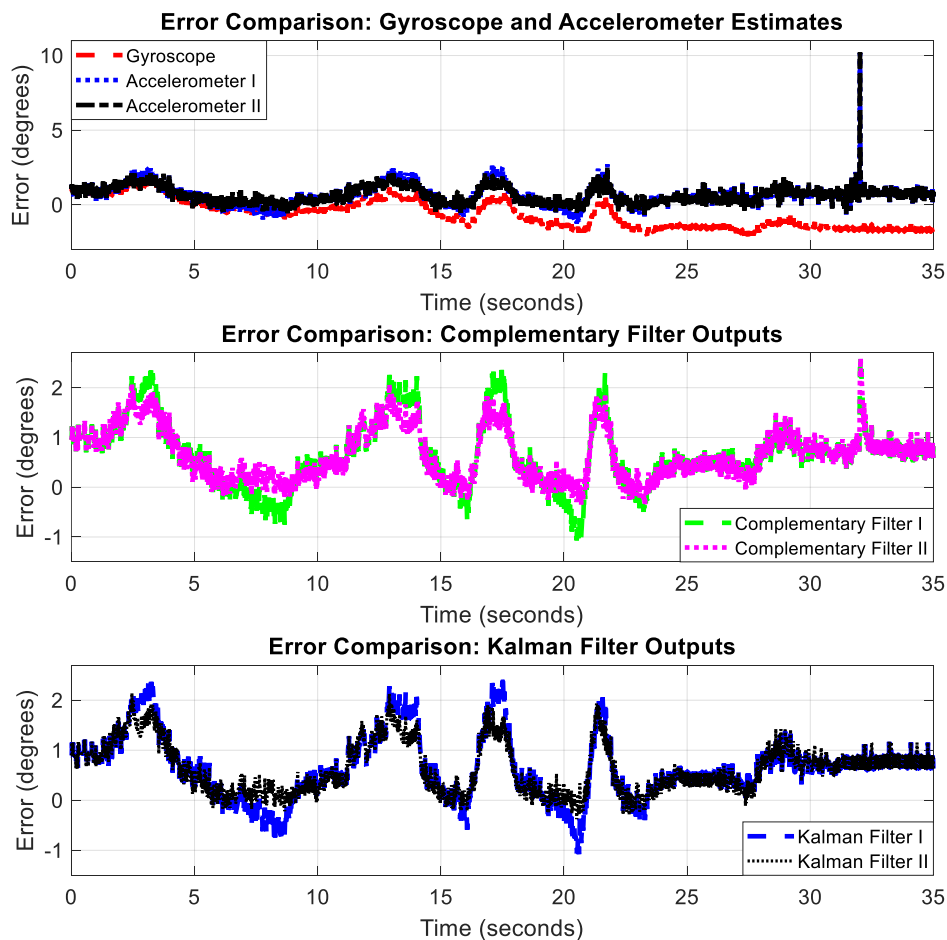 Error Comparison: Gyroscope and Accelerometer Estimates
Error (degrees)
10
5
0
Gyroscope
Accelerometer I
Accelerometer II
0 5 10 15 20 25 30 35
Time (seconds)
Error Comparison: Complementary Filter Outputs
Error (degrees)
2
1
0
-1
Complementary Filter I
Complementary Filter II
0 5 10 15 20 25 30 35
Time (seconds)
Error Comparison: Kalman Filter Outputs
Error (degrees)
2
1
0
-1
Kalman Filter I
Kalman Filter II
0 5 10 15 20 25 30 35
Time (seconds)